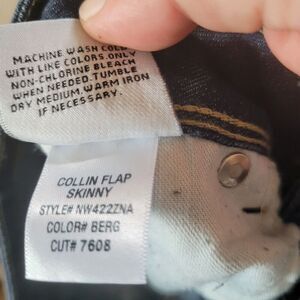 MACHINE WASH COLD
WITH LIKE COLORS. ONLY
NON-CHLORINE BLEACH
WHEN NEEDED. TUMBLE
DRY MEDIUM. WARM IRON
IF NECESSARY.
COLLIN FLAP
SKINNY
STYLE# NW422ZNA
COLOR# BERG
CUT# 7608